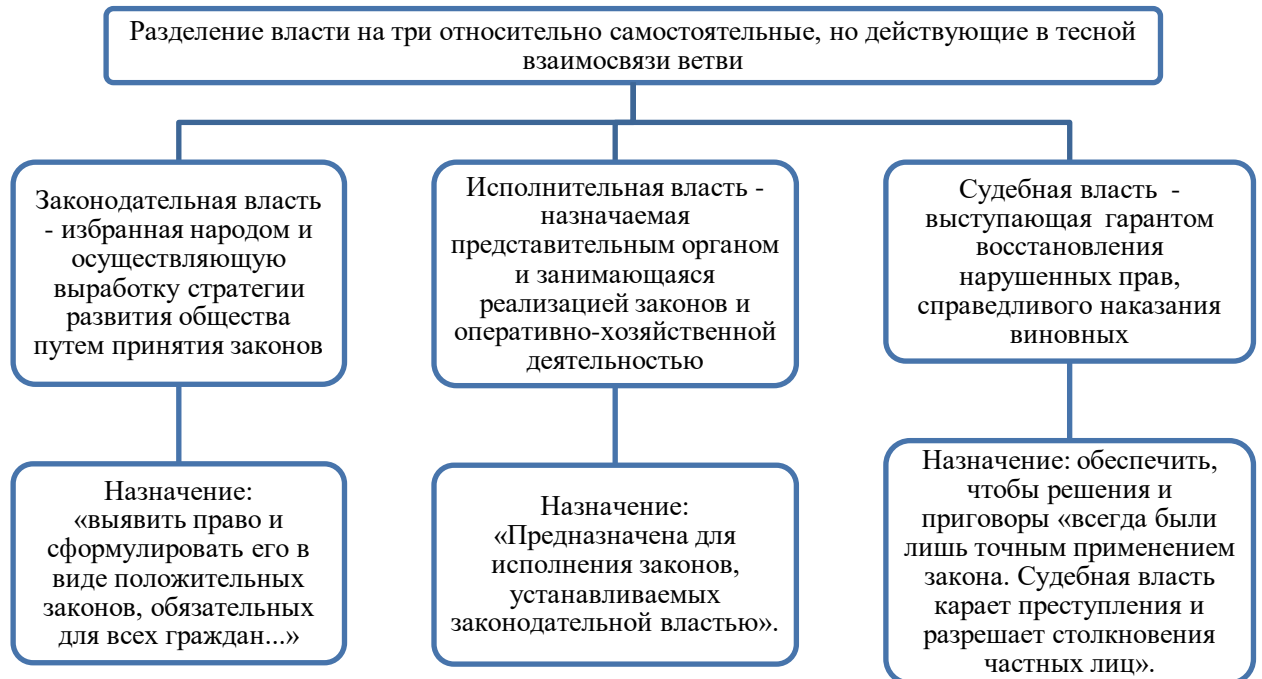 Разделение власти на три относительно самостоятельные, но действующие в тесной
взаимосвязи ветви
Законодательная власть
- избранная народом и
осуществляющую
выработку стратегии
развития общества
путем принятия законов
Исполнительная власть -
назначаемая
представительным органом
и занимающаяся
реализацией законов и
оперативно-хозяйственной
деятельностью
Судебная власть -
выступающая гарантом
восстановления
нарушенных прав,
справедливого наказания
виновных
Назначение:
«выявить право и
сформулировать его в
виде положительных
законов, обязательных
для всех граждан...»
Назначение:
«Предназначена для
исполнения законов,
устанавливаемых
законодательной властью».
Назначение: обеспечить,
чтобы решения и
приговоры «всегда были
лишь точным применением
закона. Судебная власть
карает преступления и
разрешает столкновения
частных лиц».